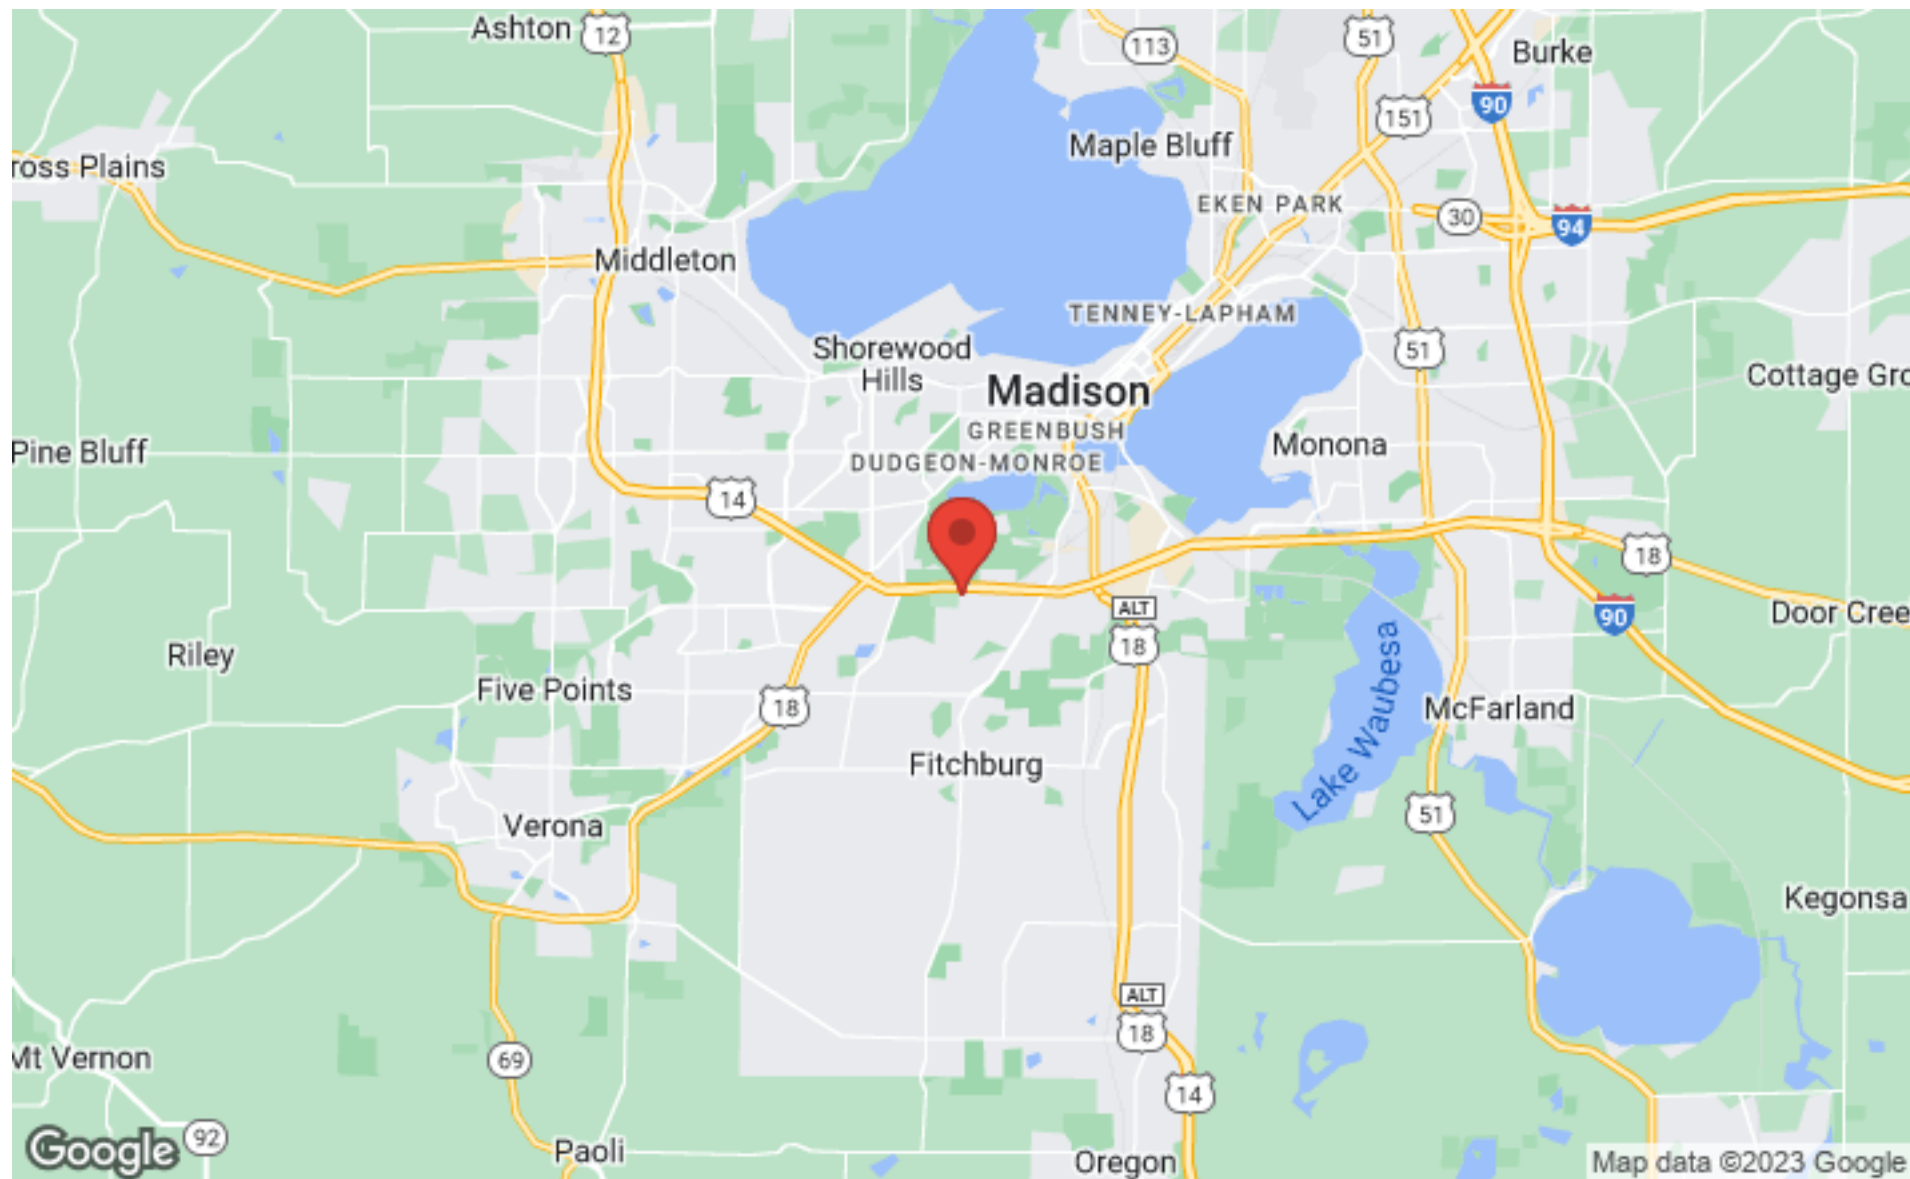 Ashton
12
113
51
Burke
90
151
Maple Bluff
ross Plains
EKEN PARK
30
94
Middleton
TENNEY-LAPHAM
Shorewood
Hills
51
Cottage Gro
Madison
GREENBUSH
Monona
Pine Bluff
DUDGEON-MONROE
14
18
ALT
18
90
Door Cree
Riley
Five Points
18
Lake Waubesa
McFarland
Fitchburg
51
Verona
Kegonsa
ALT
18
Mt Vernon
69
14
92
Google
Paoli
Oregon
Map data ©2023 Google